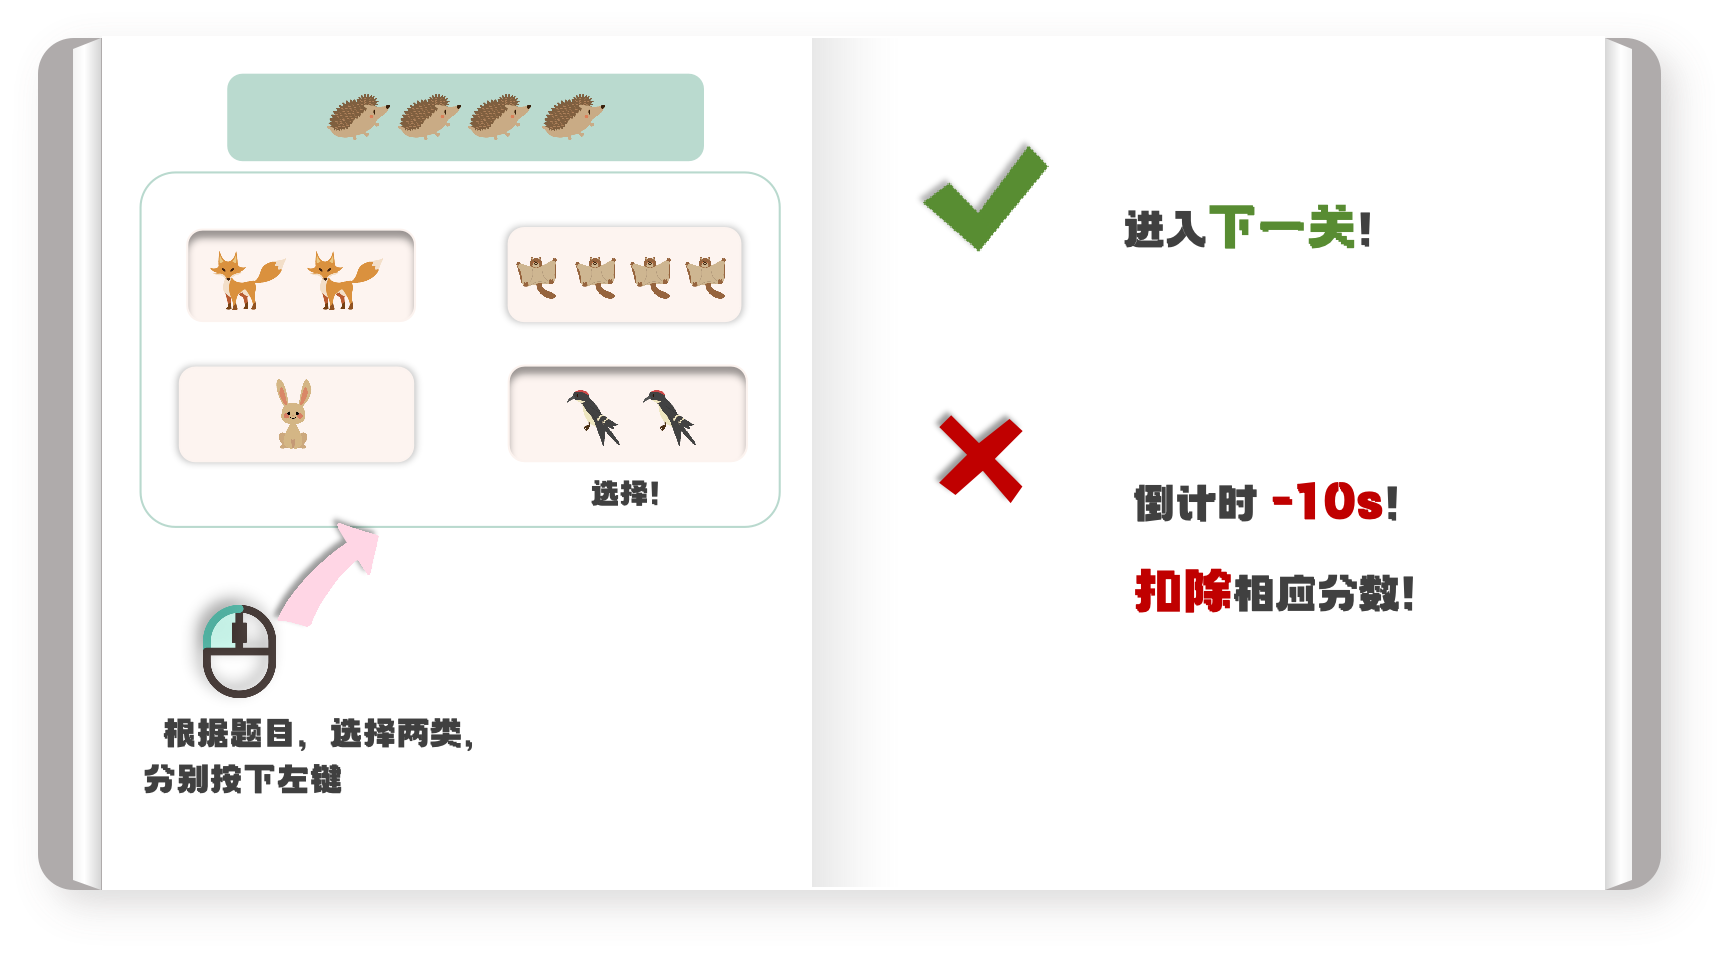 选择!
根据题目，选择两类，
分别按下左键
进入下一关!
倒计时 -10s!
扣除相应分数!